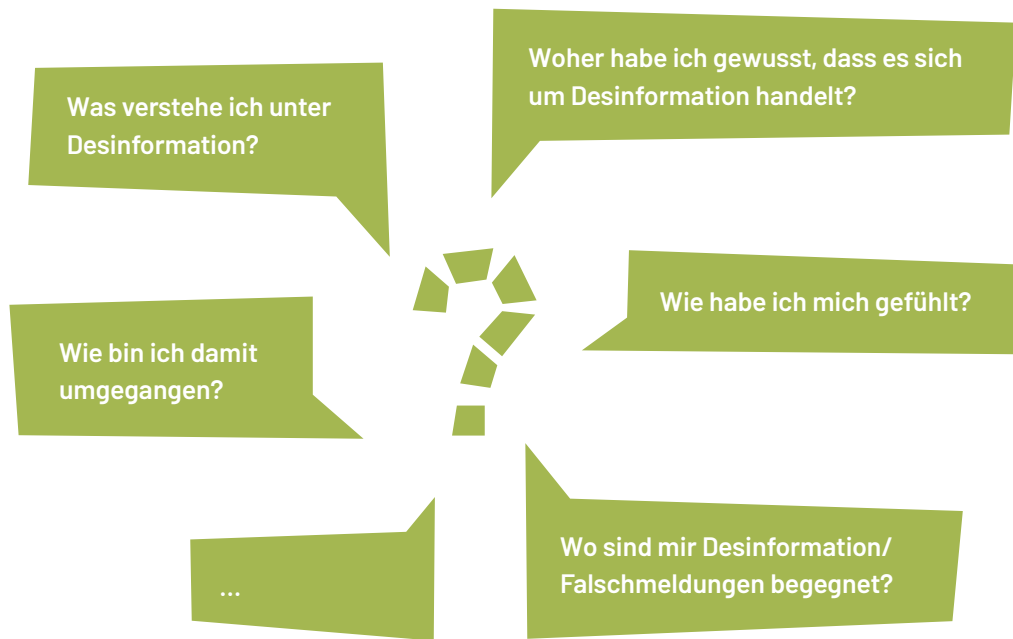 Was verstehe ich unter
Desinformation?
Woher habe ich gewusst, dass es sich
um Desinformation handelt?
Wie habe ich mich gefühlt?
Wie bin ich damit
umgegangen?
Wo sind mir Desinformation/
Falschmeldungen begegnet?
...